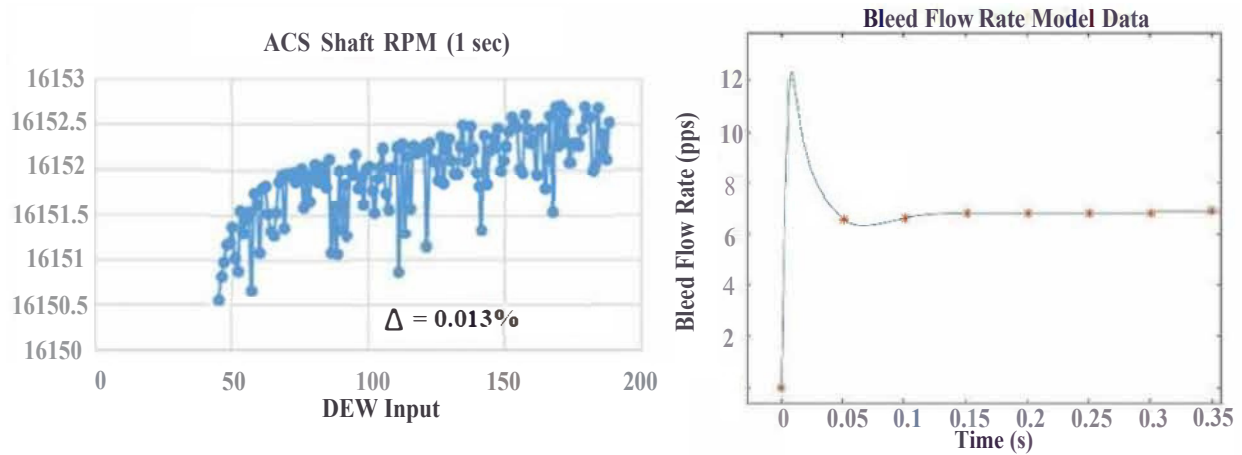 ACS Shaft RPM (1 sec)
16153
16152.5
16152
16151.5
16151
16150.5
16150
Δ = 0.013%
0 50 100 150 200
DEW Input
Bleed Flow Rate Model Data
Bleed Flow Rate (pps)
12
10
8
6
4
2
0 0.05 0.1 0.15 0.2 0.25 0.3 0.35
Time (s)